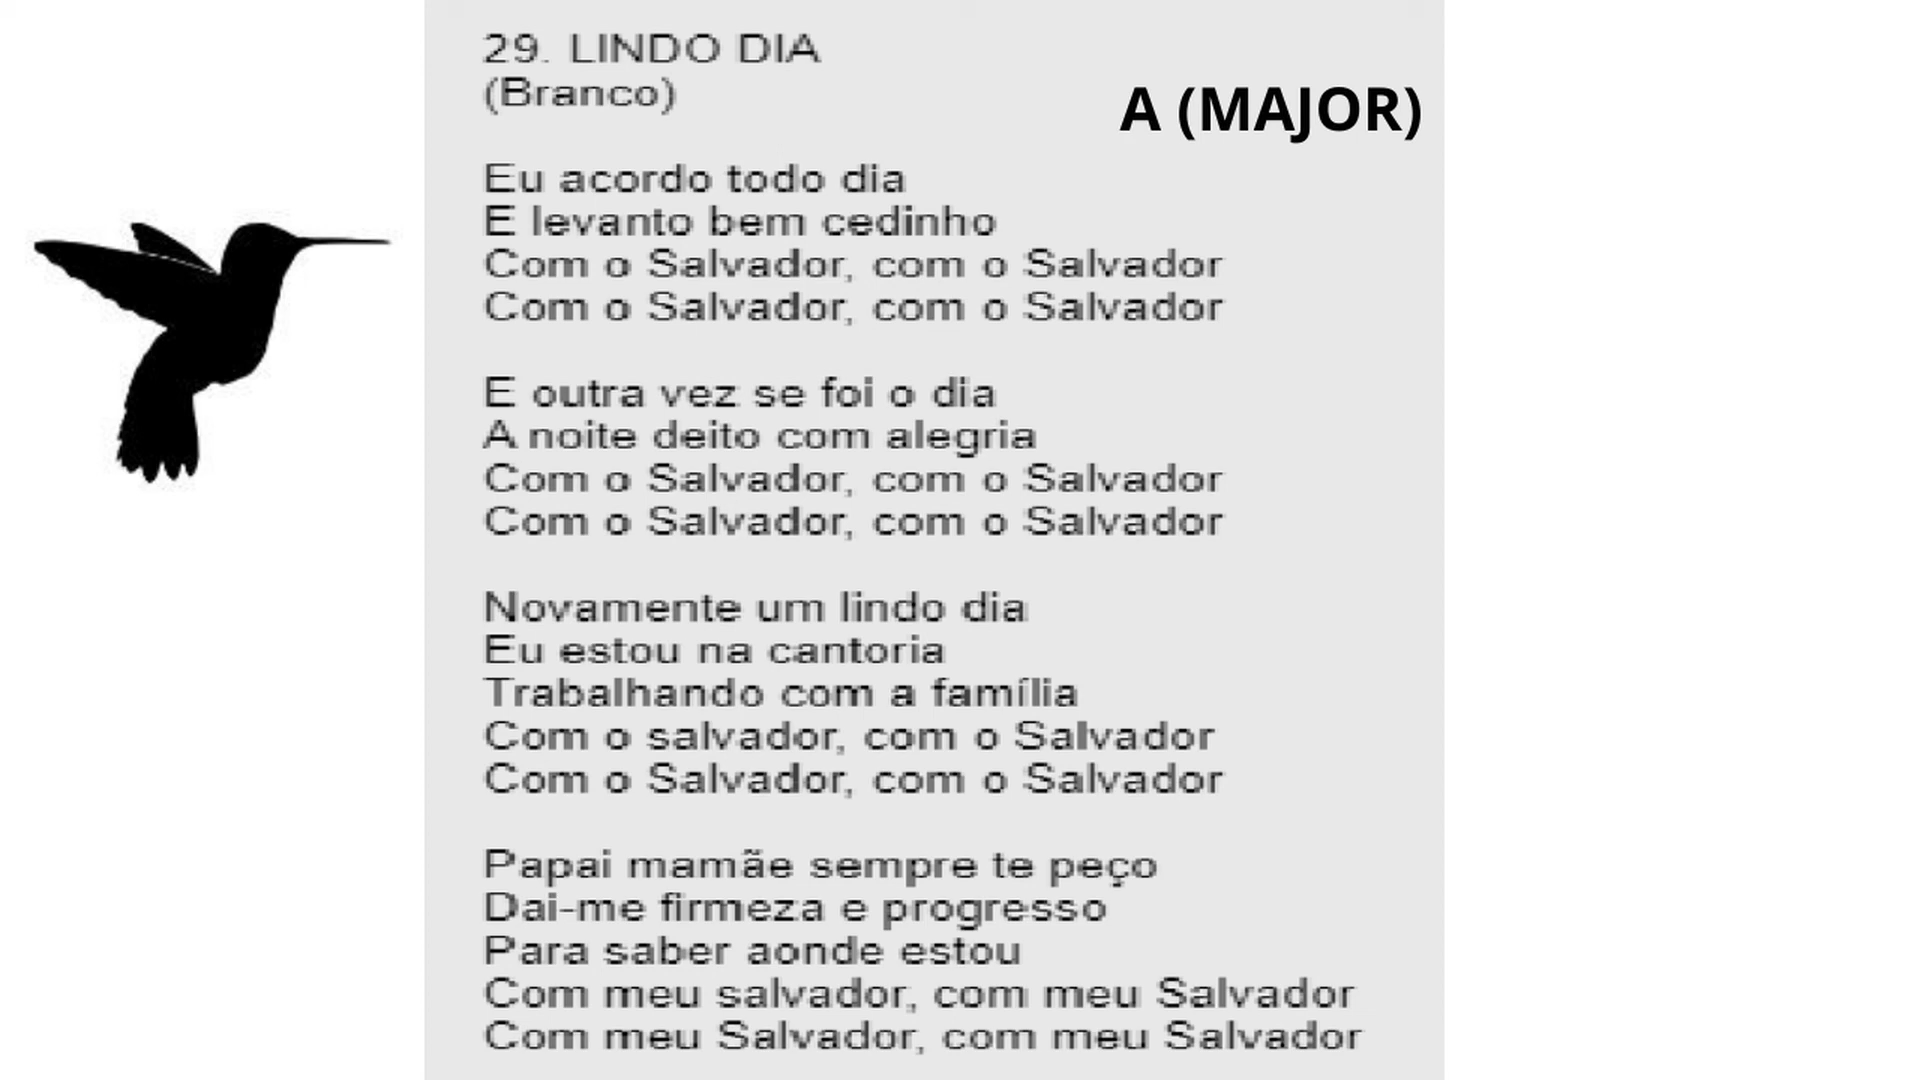 29. LINDO DIA
(Branco)
A (MAJOR)
Eu acordo todo dia
E levanto bem cedinho
Com o Salvador, com o Salvador
Com o Salvador, com o Salvador
E outra vez se foi o dia
A noite deito com alegria
Com o Salvador, com o Salvador
Com o Salvador, com o Salvador
Novamente um lindo dia
Eu estou na cantoria
Trabalhando com a família
Com o salvador, com o Salvador
Com o Salvador, com o Salvador
Papai mamãe sempre te peço
Dai-me firmeza e progresso
Para saber aonde estou
Com meu salvador, com meu Salvador
Com meu Salvador, com meu Salvador